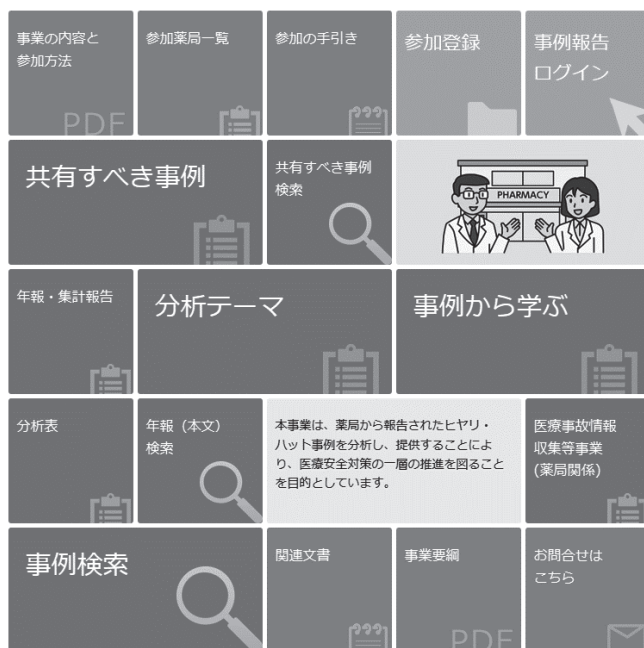 事業の内容と
参加方法
PDF
参加薬局一覧
参加の手引き
参加登録
事例報告
ログイン
共有すべき事例
共有すべき事例
検索
PHARMACY
年報・集計報告
分析テーマ
事例から学ぶ
分析表
年報（本文）
検索
本事業は、薬局から報告されたヒヤリ・
ハット事例を分析し、提供することによ
り、医療安全対策の一層の推進を図ること
を目的としています。
医療事故情報
収集等事業
(薬局関係)
事例検索
関連文書
事業要綱
PDF
お問合せは
こちら